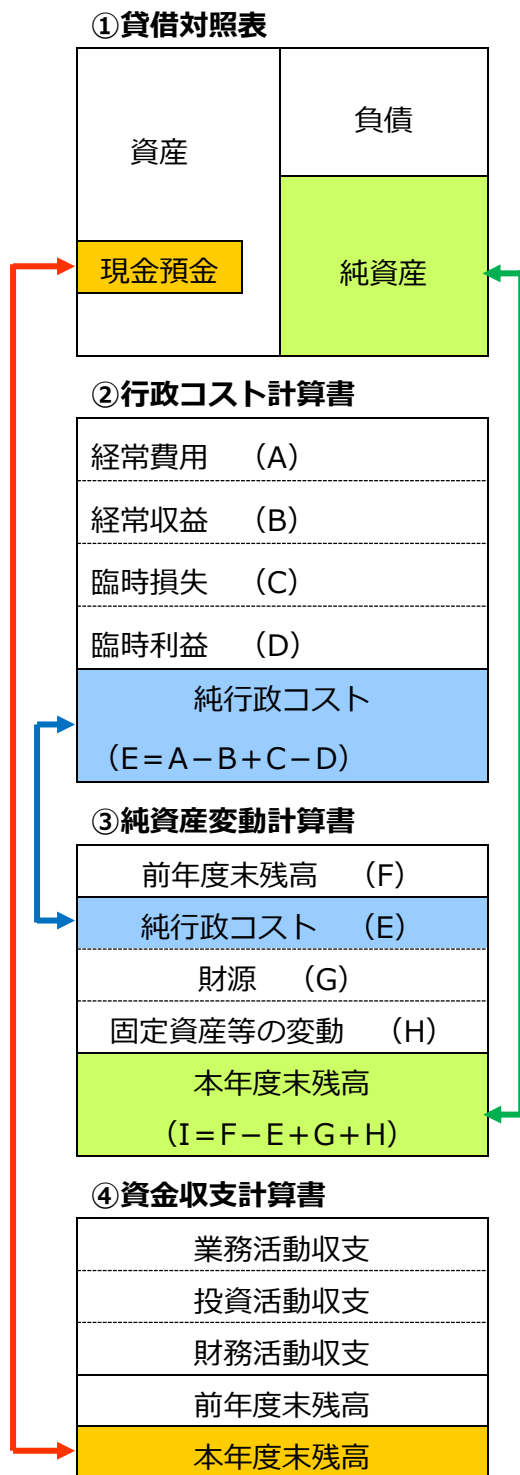 ①貸借対照表
資産
負債
現金預金
純資産
②行政コスト計算書
経常費用 （A）
経常収益 （B）
臨時損失 （C）
臨時利益 （D）
純行政コスト
（E＝A－B＋C－D）
③純資産変動計算書
前年度末残高 （F）
純行政コスト （E）
財源 （G）
固定資産等の変動 （H）
本年度末残高
（I＝F－E＋G＋H）
④資金収支計算書
業務活動収支
投資活動収支
財務活動収支
前年度末残高
本年度末残高